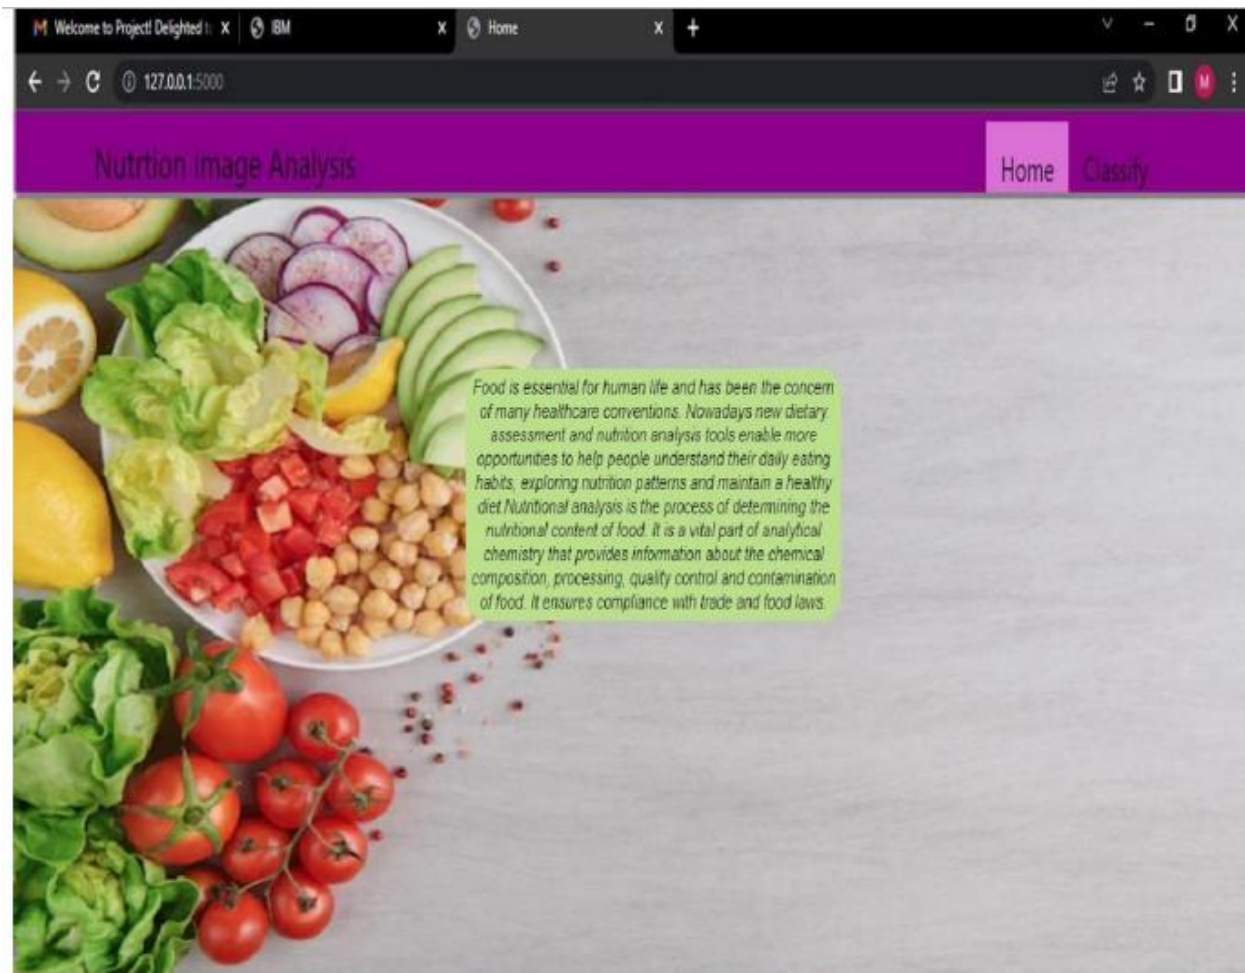 Welcome to Project! Delighted t
IBM
Home
127.0.0.1:5000
M
Nutrtion Image Analysis
Home
Classify
Food is essential for human life and has been the concern
of many healthcare conventions. Nowadays new dietary
assessment and nutrition analysis tools enable more
opportunities to help people understand their daily eating
habits, exploring nutrition patterns and maintain a healthy
diet.Nutritional analysis is the process of determining the
nutritional content of food. It is a vital part of analytical
chemistry that provides information about the chemical
composition, processing, quality control and contamination
of food. It ensures compliance with trade and food laws.